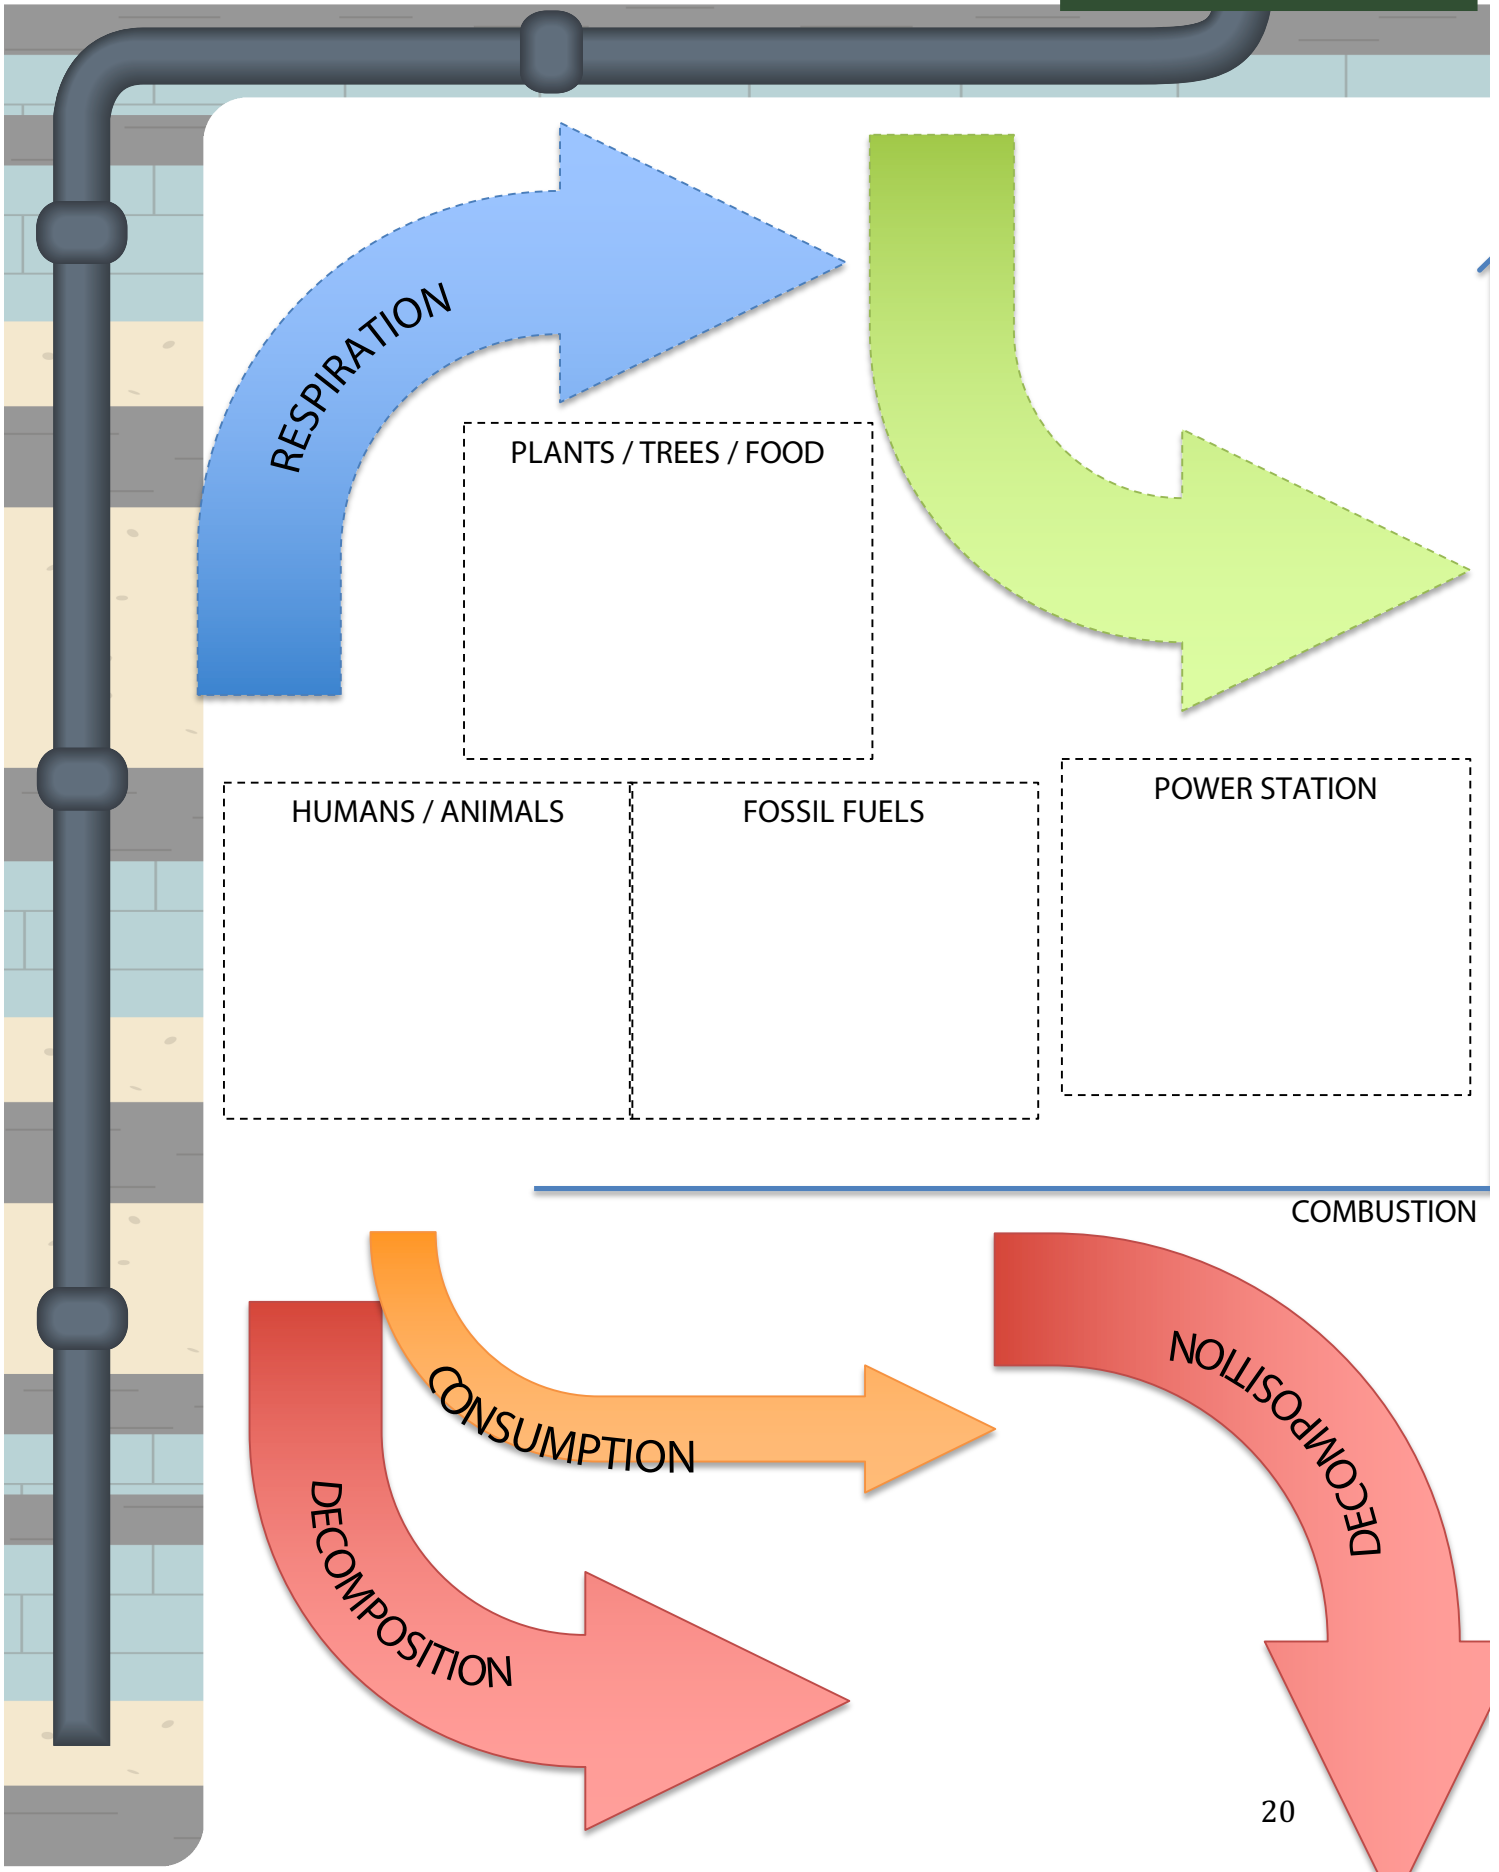 RESPIRATION
PLANTS / TREES / FOOD
HUMANS / ANIMALS
FOSSIL FUELS
POWER STATION
COMBUSTION
CONSUMPTION
DECOMPOSITION
DECOMPOSITION
20